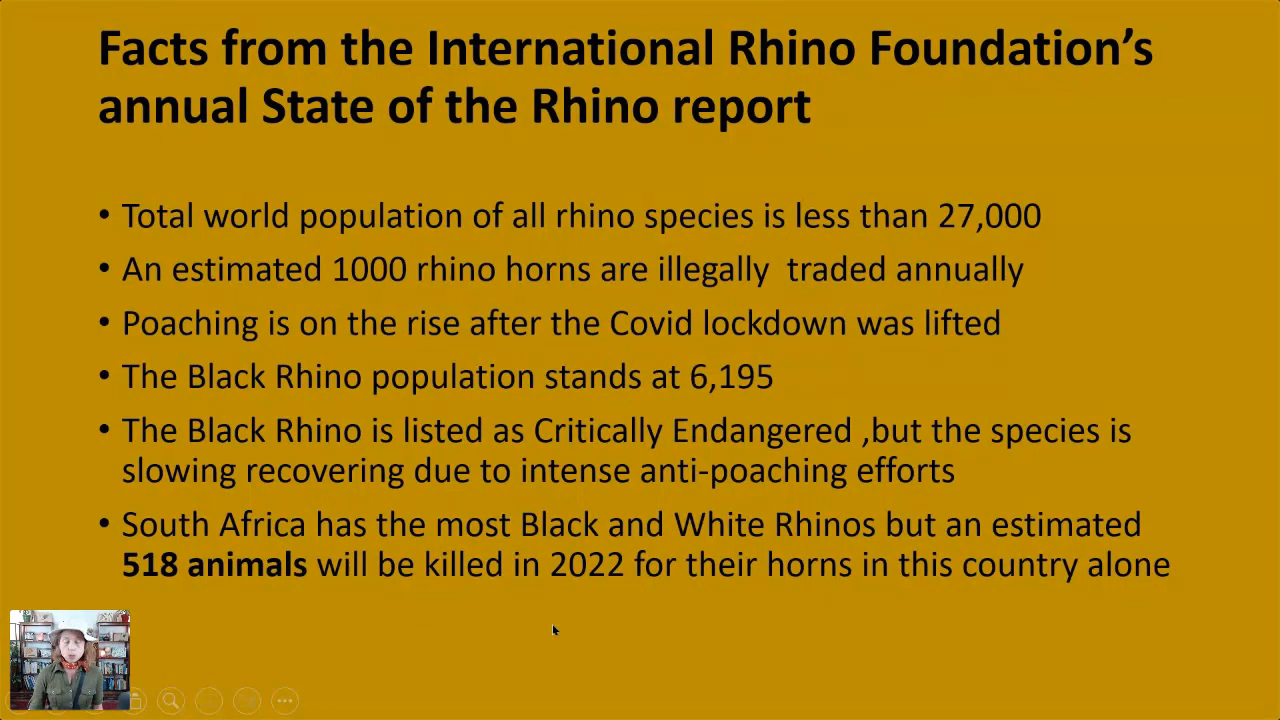 Facts from the International Rhino Foundation’s
annual State of the Rhino report
• Total world population of all rhino species is less than 27,000
• An estimated 1000 rhino horns are illegally  traded annually
• Poaching is on the rise after the Covid lockdown was lifted
• The Black Rhino population stands at 6,195
• The Black Rhino is listed as Critically Endangered ,but the species is
slowing recovering due to intense anti-poaching efforts
• South Africa has the most Black and White Rhinos but an estimated
518 animals will be killed in 2022 for their horns in this country alone